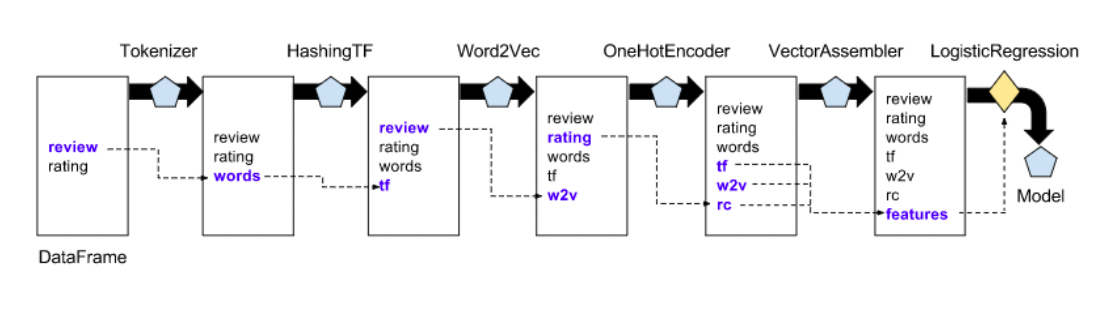 Tokenizer
HashingTF
Word2Vec
OneHotEncoder
VectorAssembler
LogisticRegression
review
rating
DataFrame
review
rating
words
review
rating
words
tf
review
rating
words
tf
w2v
review
rating
words
tf
w2v
rc
review
rating
words
tf
w2v
rc
features
Model